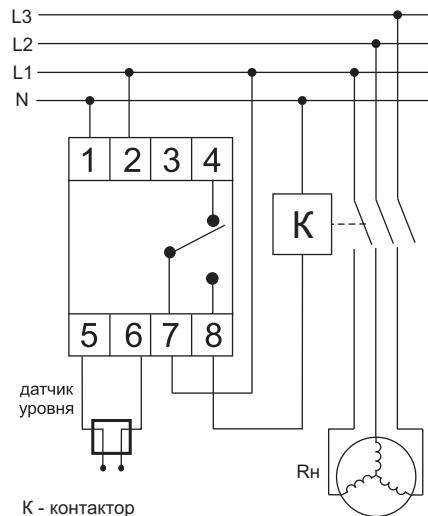 L3
L2
L1
N
1 2 3 4
К
5 6 7 8
датчик
уровня
Rн
К - контактор